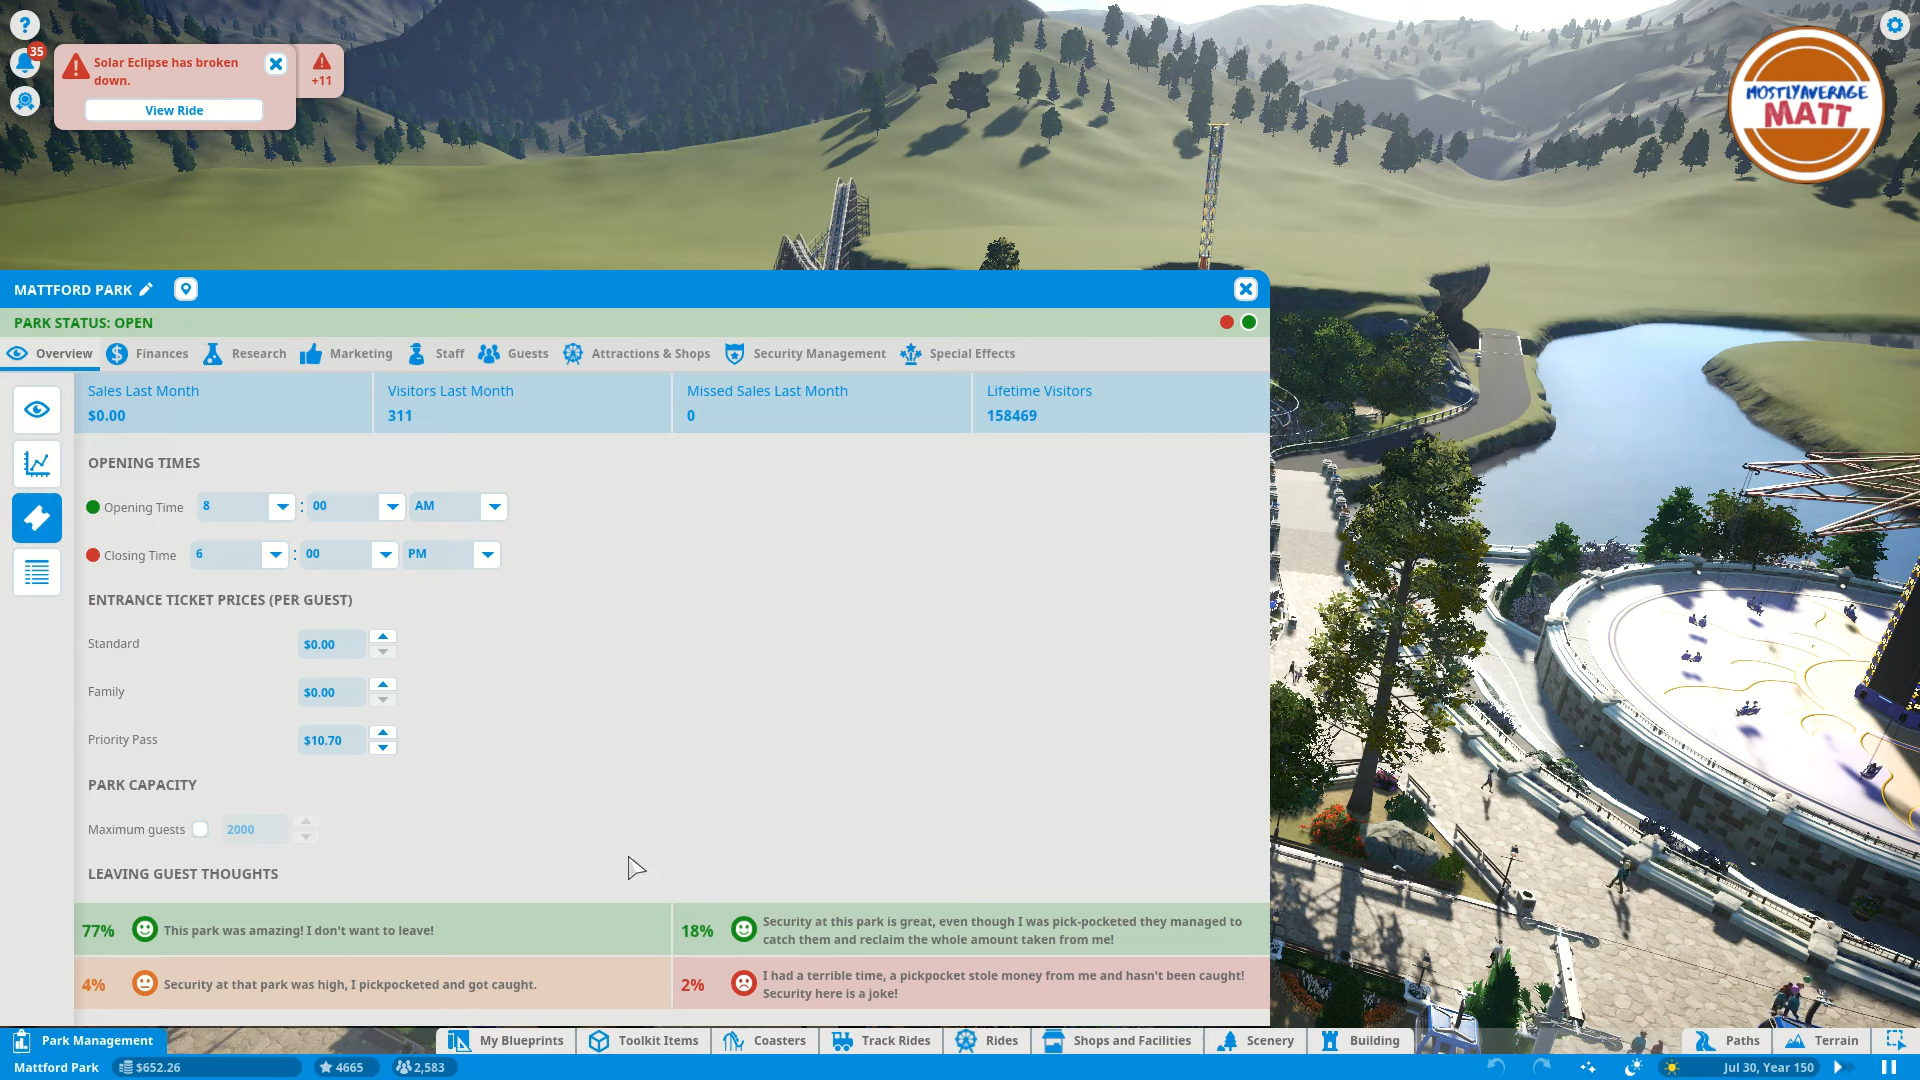 ?
35
Solar Eclipse has broken
down.
View Ride
+11
MOSTLYAVERAGE
MATT
MATTFORD PARK
PARK STATUS: OPEN
Overview
Finances
Research
Marketing
Staff
Guests
Attractions & Shops
Security Management
Special Effects
Sales Last Month
$0.00
Visitors Last Month
311
Missed Sales Last Month
0
Lifetime Visitors
158469
OPENING TIMES
Opening Time 8 : 00 AM
Closing Time 6 : 00 PM
ENTRANCE TICKET PRICES (PER GUEST)
Standard $0.00
Family $0.00
Priority Pass $10.70
PARK CAPACITY
Maximum guests 2000
LEAVING GUEST THOUGHTS
77% This park was amazing! I don't want to leave!
18% Security at this park is great, even though I was pick-pocketed they managed to
catch them and reclaim the whole amount taken from me!
4% Security at that park was high, I pickpocketed and got caught.
2% I had a terrible time, a pickpocket stole money from me and hasn't been caught!
Security here is a joke!
Park Management
My Blueprints
Toolkit Items
Coasters
Track Rides
Rides
Shops and Facilities
Scenery
Building
Paths
Terrain
Mattford Park
$652.26
4665
2,583
Jul 30, Year 150